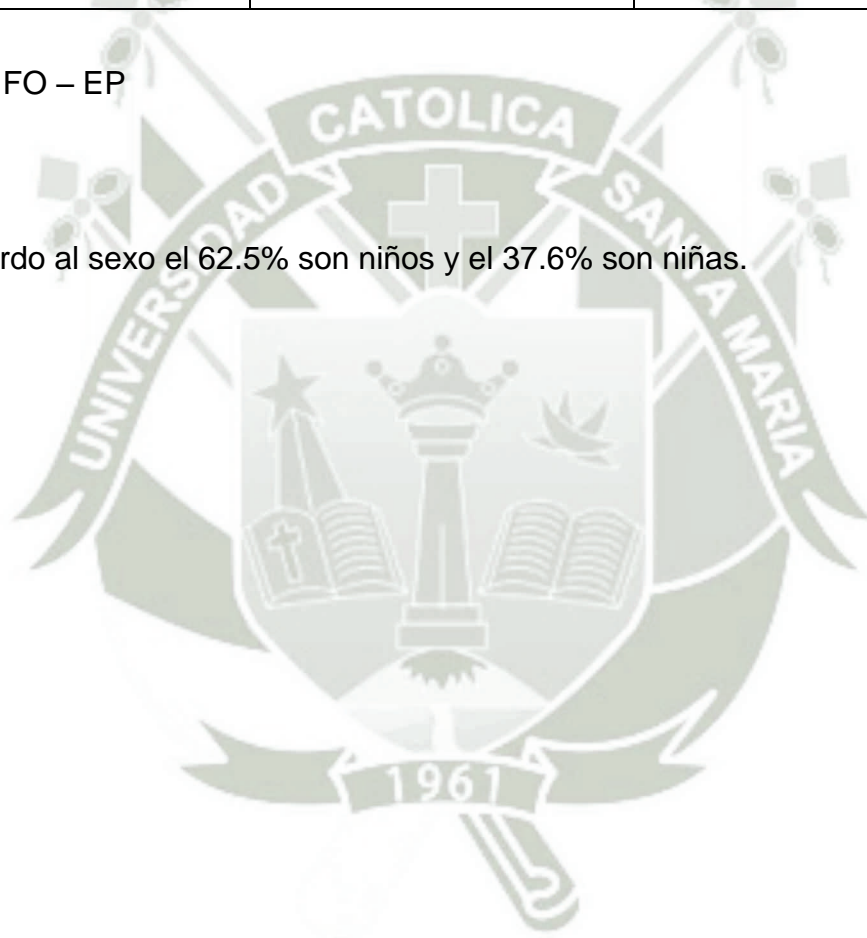 FO – EP
CATOLICA
UNIVERSIDAD
SANTA MARIA
rdo al sexo el 62.5% son niños y el 37.6% son niñas.
1961